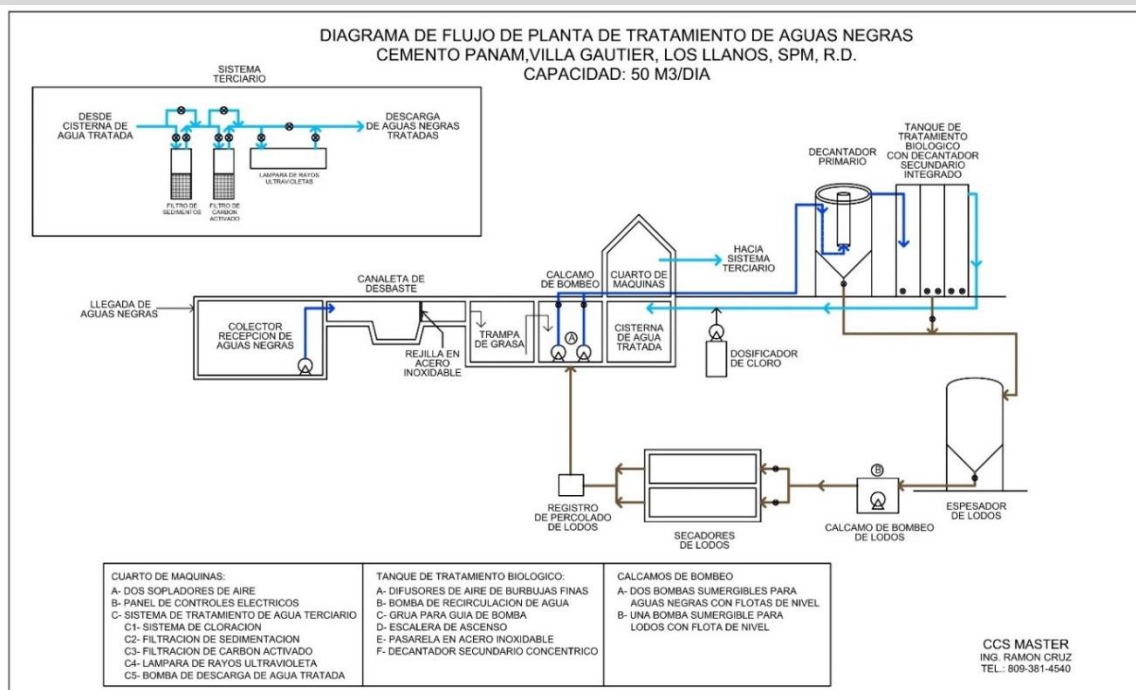 DIAGRAMA DE FLUJO DE PLANTA DE TRATAMIENTO DE AGUAS NEGRAS
CEMENTO PANAM,VILLA GAUTIER, LOS LLANOS, SPM, R.D.
CAPACIDAD: 50 M3/DIA
SISTEMA
TERCIARIO
DESDE
CISTERNA DE
AGUA TRATADA
DESCARGA
DE AGUAS NEGRAS
TRATADAS
LAMPARA DE RAYOS
ULTRAVIOLETAS
FILTRO DE
SEDIMENTOS
FILTRO DE
CARBON
ACTIVADO
DECANTADOR
PRIMARIO
TANQUE DE
TRATAMIENTO
BIOLOGICO
CON DECANTADOR
SECUNDARIO
INTEGRADO
LLEGADA DE
AGUAS NEGRAS
COLECTOR
RECEPCION DE
AGUAS NEGRAS
CANALETA DE
DESBASTE
REJILLA EN
ACERO
INOXIDABLE
TRAMPA
DE GRASA
CALCAMO
DE BOMBEO
A
CUARTO DE
MAQUINAS
CISTERNA
DE AGUA
TRATADA
HACIA
SISTEMA
TERCIARIO
DOSIFICADOR
DE CLORO
REGISTRO
DE PERCOLADO
DE LODOS
SECADORES
DE LODOS
B
CALCAMO DE BOMBEO
DE LODOS
ESPESADOR
DE LODOS
CUARTO DE MAQUINAS:
A- DOS SOPLADORES DE AIRE
B- PANEL DE CONTROLES ELECTRICOS
C- SISTEMA DE TRATAMIENTO DE AGUA TERCIARIO
C1- SISTEMA DE CLORACION
C2- FILTRACION DE SEDIMENTACION
C3- FILTRACION DE CARBON ACTIVADO
C4- LAMPARA DE RAYOS ULTRAVIOLETA
C5- BOMBA DE DESCARGA DE AGUA TRATADA
TANQUE DE TRATAMIENTO BIOLOGICO:
A- DIFUSORES DE AIRE DE BURBUJAS FINAS
B- BOMBA DE RECIRCULACION DE AGUA
C- GRUA PARA GUIA DE BOMBA
D- ESCALERA DE ASCENSO
E- PASARELA EN ACERO INOXIDABLE
F- DECANTADOR SECUNDARIO CONCENTRICO
CALCAMOS DE BOMBEO
A- DOS BOMBAS SUMERGIBLES PARA
AGUAS NEGRAS CON FLOTAS DE NIVEL
B- UNA BOMBA SUMERGIBLE PARA
LODOS CON FLOTA DE NIVEL
CCS MASTER
ING. RAMON CRUZ
TEL.: 809-381-4540